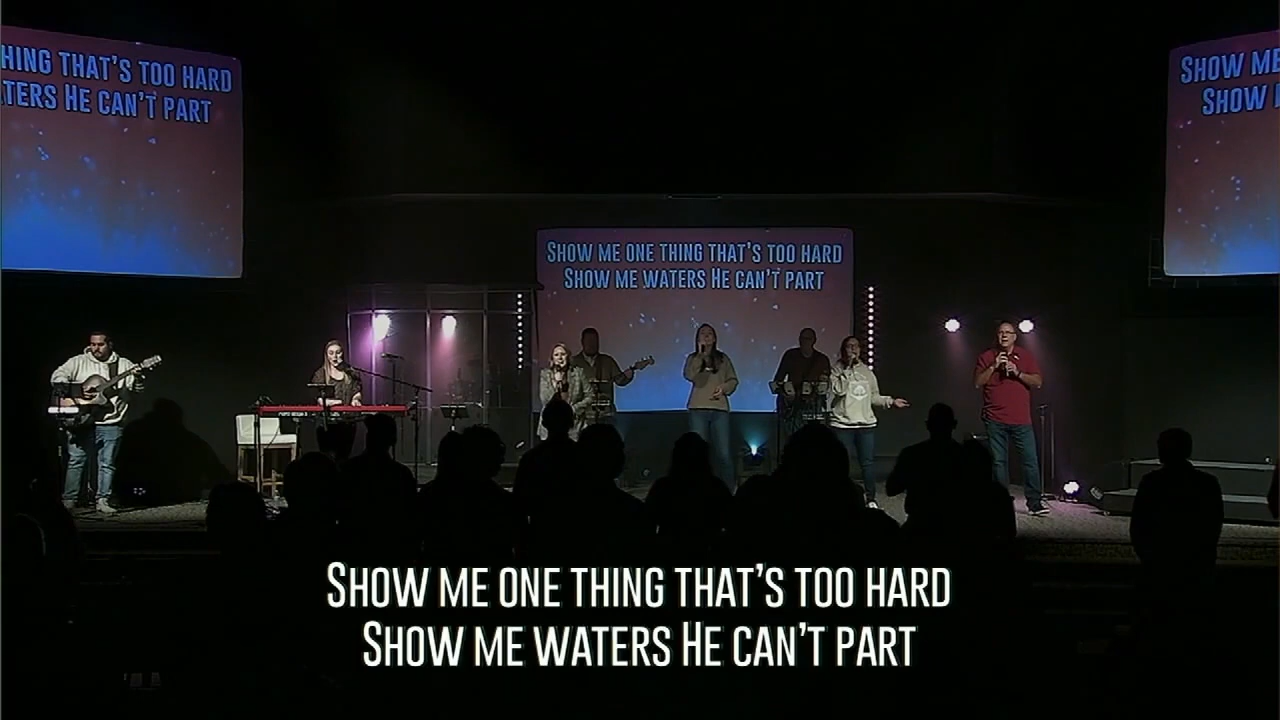 HING THAT'S TOO HARD
TERS HE CAN'T PART
SHOW ME
SHOW
SHOW ME ONE THING THAT'S TOO HARD
SHOW ME WATERS HE CAN'T PART
SHOW ME ONE THING THAT'S TOO HARD
SHOW ME WATERS HE CAN'T PART